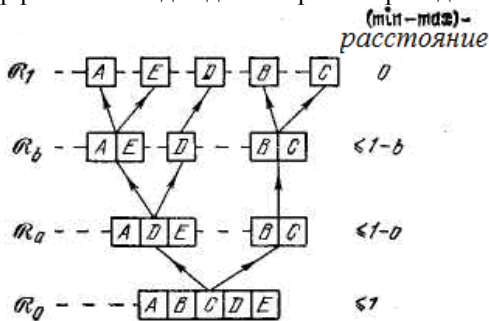 (min–max)–
расстояние
ℛ1 A E D B C 0
ℛb A E D B C ⩽1–b
ℛa A D E B C ⩽1–a
ℛ0 A B C D E ⩽1